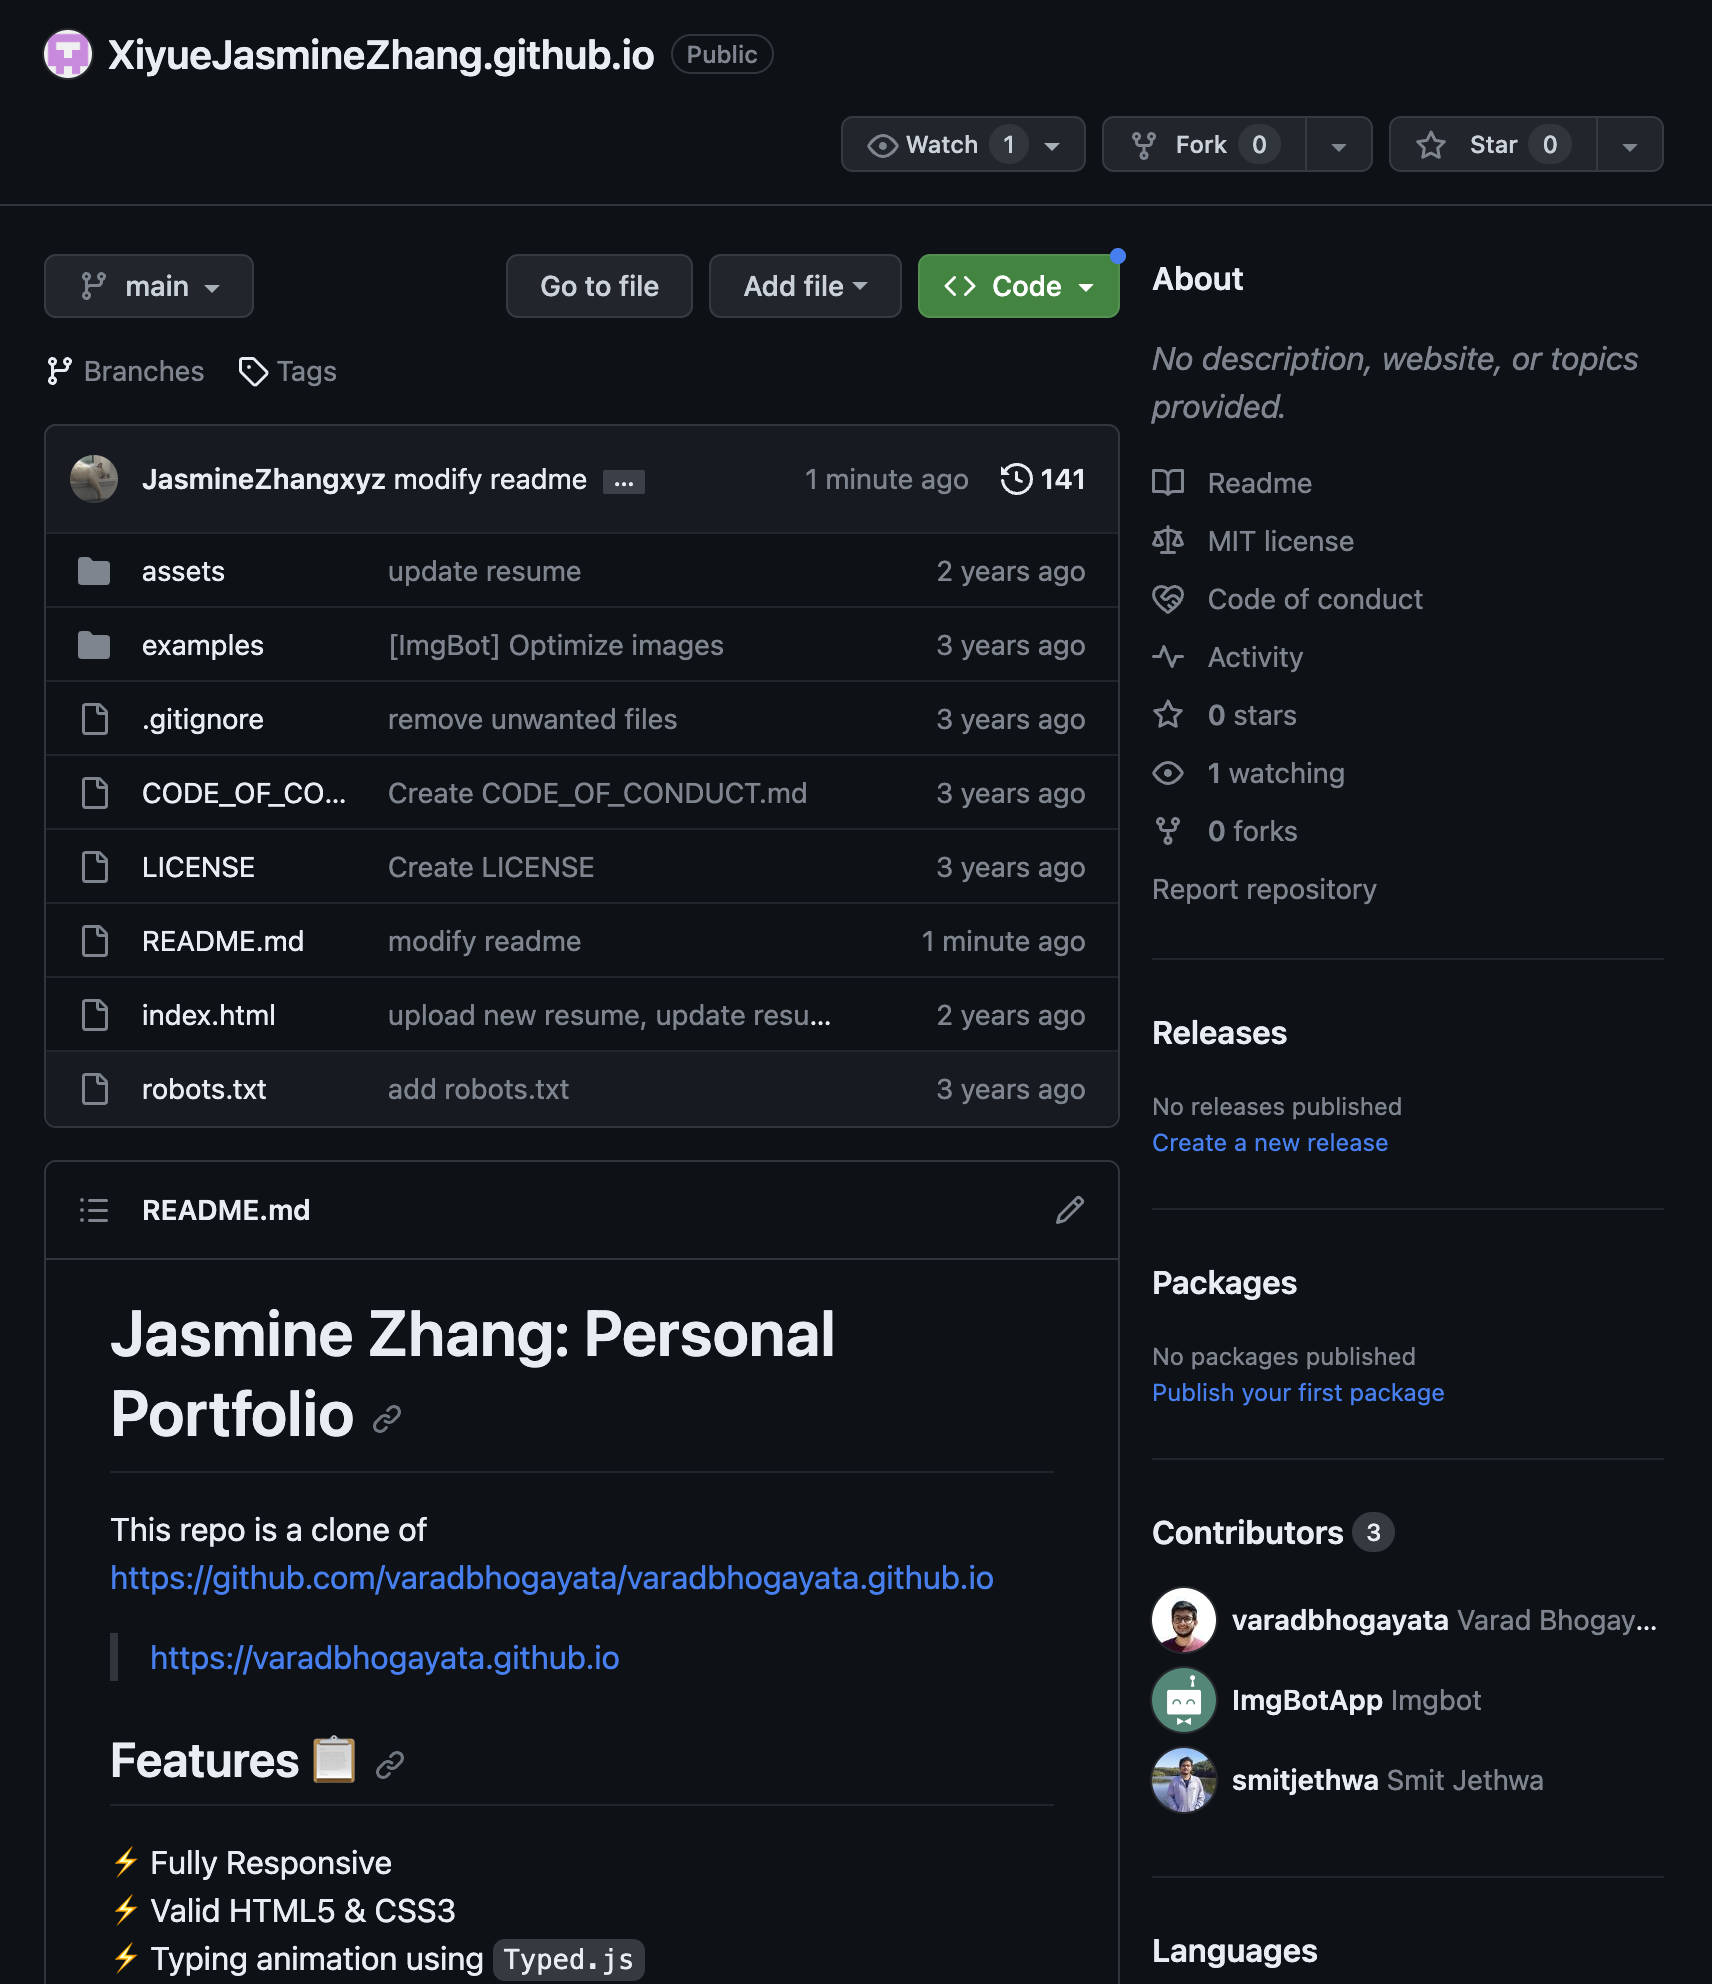 XiyueJasmineZhang.github.io Public
Watch 1 Fork 0 Star 0
main Go to file Add file Code
Branches Tags
JasmineZhangxyz modify readme ... 1 minute ago 141
assets update resume 2 years ago
examples [ImgBot] Optimize images 3 years ago
.gitignore remove unwanted files 3 years ago
CODE_OF_CO... Create CODE_OF_CONDUCT.md 3 years ago
LICENSE Create LICENSE 3 years ago
README.md modify readme 1 minute ago
index.html upload new resume, update resu... 2 years ago
robots.txt add robots.txt 3 years ago
README.md
Jasmine Zhang: Personal
Portfolio
This repo is a clone of
https://github.com/varadbhogayata/varadbhogayata.github.io
https://varadbhogayata.github.io
Features 📋
⚡ Fully Responsive
⚡ Valid HTML5 & CSS3
⚡ Typing animation using Typed.js
About
No description, website, or topics
provided.
Readme
MIT license
Code of conduct
Activity
0 stars
1 watching
0 forks
Report repository
Releases
No releases published
Create a new release
Packages
No packages published
Publish your first package
Contributors 3
varadbhogayata Varad Bhogay...
ImgBotApp Imgbot
smitjethwa Smit Jethwa
Languages